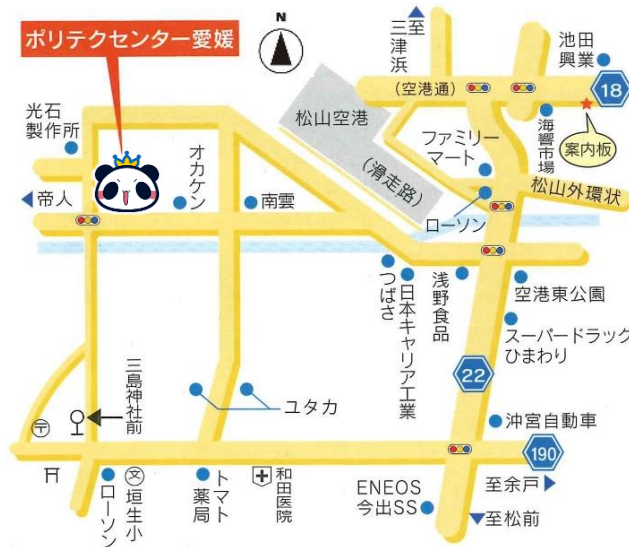 ポリテクセンター愛媛
N
至三津浜
池田
興業
(空港通)
18
光石
製作所
松山空港
(滑走路)
ファミリー
マート
海響市場
案内板
オカケン
帝人
南雲
ローソン
松山外環状
つばさ
日本キャリア工業
浅野食品
空港東公園
スーパードラック
ひまわり
22
三島神社前
ユタカ
沖宮自動車
〒
190
文
ローソン
垣生小
トマト
薬局
和田医院
ENEOS
今出SS
至余戸
至松前